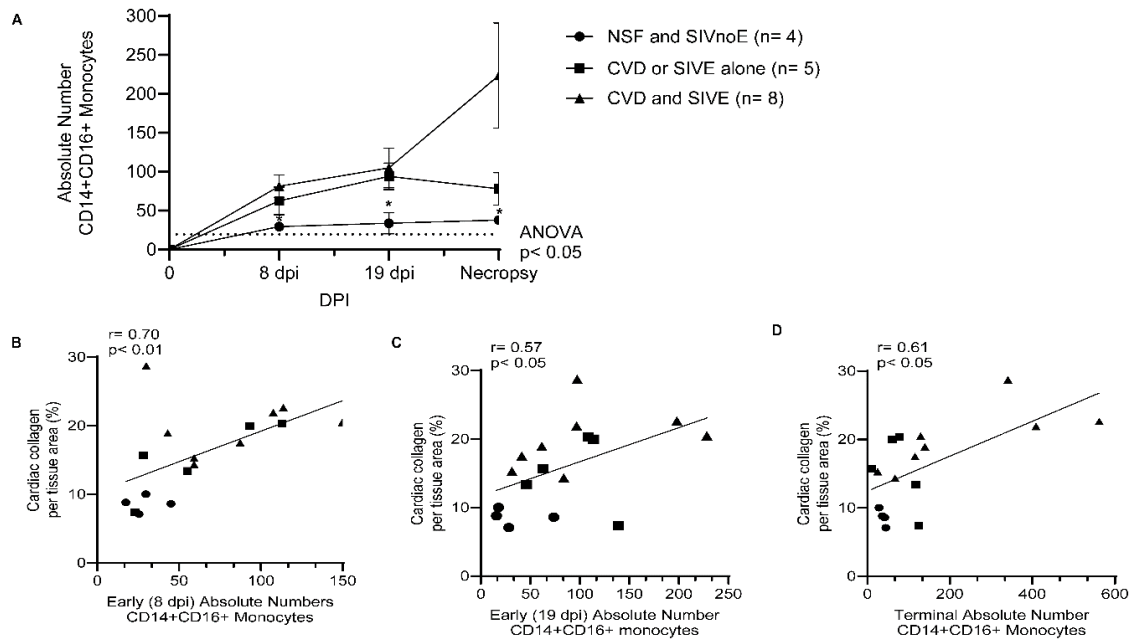 A
Absolute Number
CD14+CD16+ Monocytes
300
250
200
150
100
50
0
*
*
*
0
8 dpi
19 dpi
Necropsy
DPI
ANOVA
p< 0.05
NSF and SIVnoE (n= 4)
CVD or SIVE alone (n= 5)
CVD and SIVE (n= 8)
B
r= 0.70
p< 0.01
Cardiac collagen
per tissue area (%)
30
20
10
0
0
50
100
150
Early (8 dpi) Absolute Numbers
CD14+CD16+ Monocytes
C
r= 0.57
p< 0.05
Cardiac collagen
per tissue area (%)
30
20
10
0
0
50
100
150
200
250
Early (19 dpi) Absolute Number
CD14+CD16+ monocytes
D
r= 0.61
p< 0.05
Cardiac collagen
per tissue area (%)
30
20
10
0
0
200
400
600
Terminal Absolute Number
CD14+CD16+ Monocytes